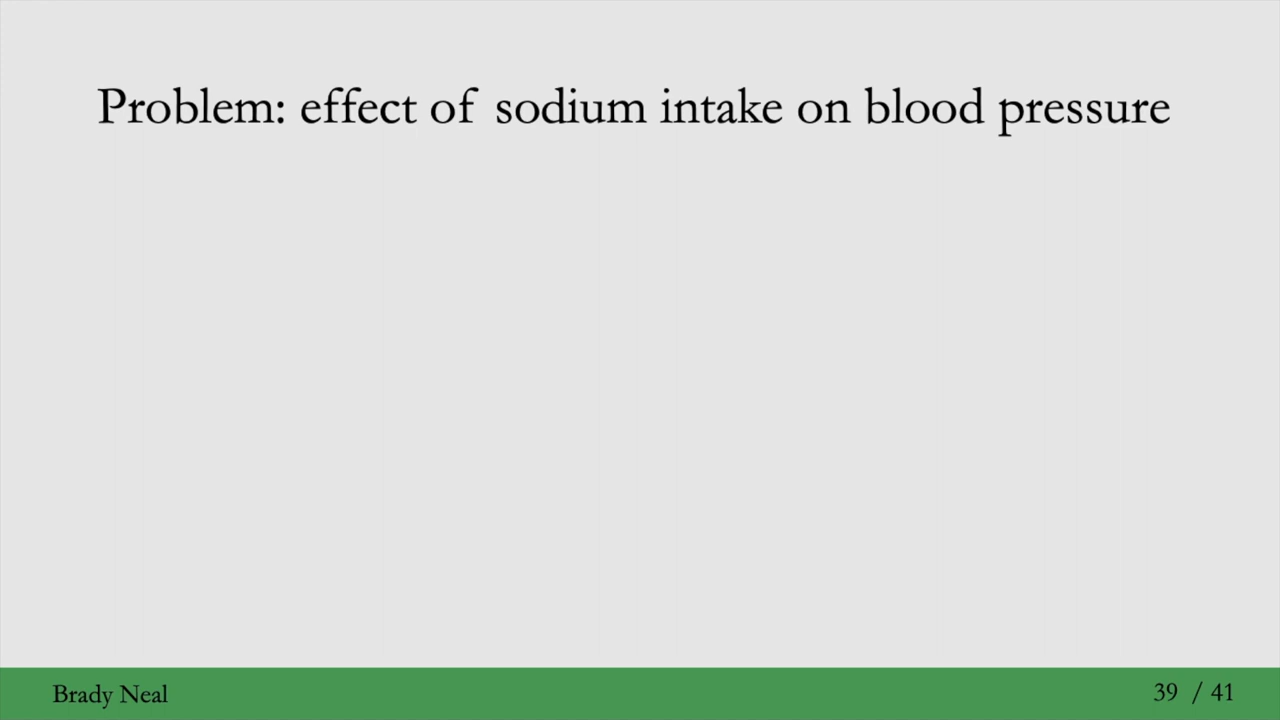 Problem: effect of sodium intake on blood pressure
Brady Neal
39 / 41